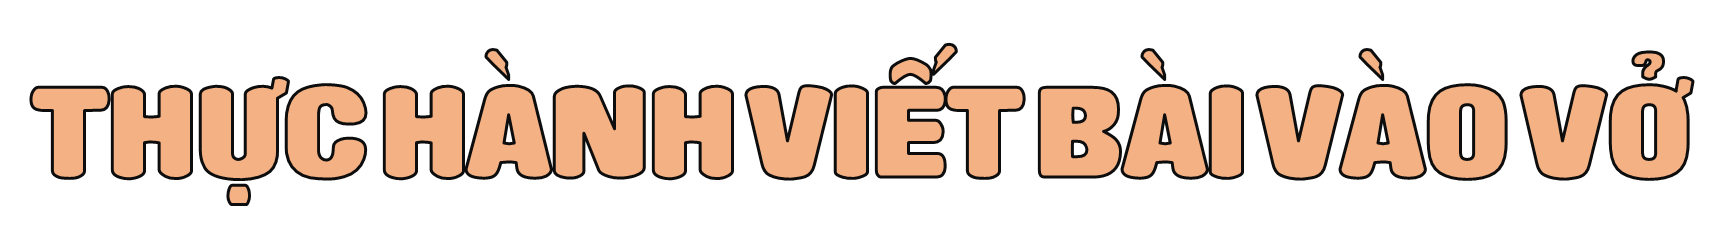 THỰC HÀNH VIẾT BÀI VÀO VỞ